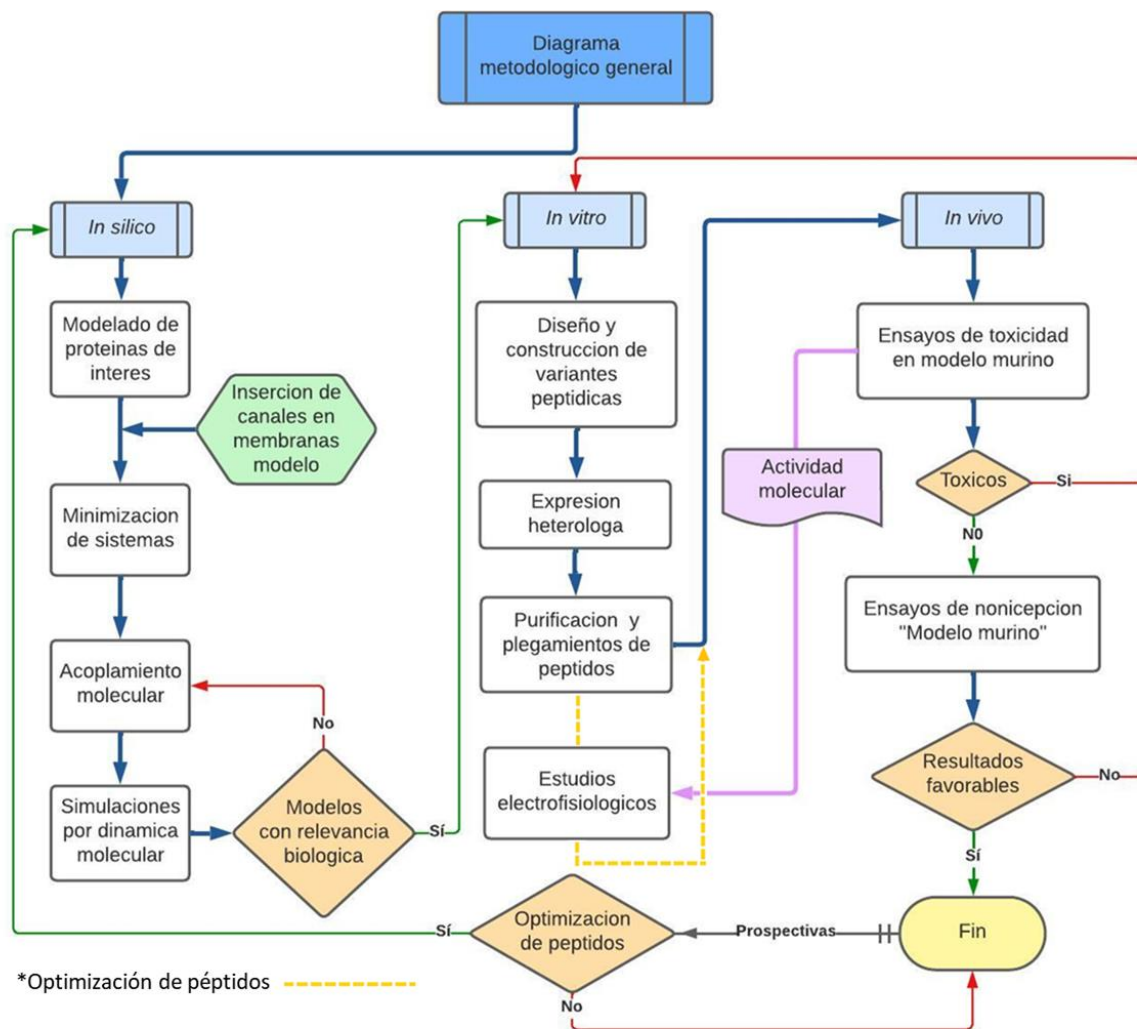 Diagrama
metodologico general
In silico
In vitro
In vivo
Modelado de
proteinas de
interes
Insercion de
canales en
membranas
modelo
Minimizacion
de sistemas
Acoplamiento
molecular
No
Simulaciones
por dinamica
molecular
Modelos
con relevancia
biologica
Sí
Diseño y
construccion de
variantes
peptidicas
Expresion
heterologa
Purificacion y
plegamientos de
peptidos
Estudios
electrofisiologicos
Actividad
molecular
Ensayos de toxicidad
en modelo murino
Toxicos
Si
N0
Ensayos de nonicepcion
"Modelo murino"
Resultados
favorables
No
Sí
Fin
Prospectivas
Optimizacion
de peptidos
Sí
No
*Optimización de péptidos